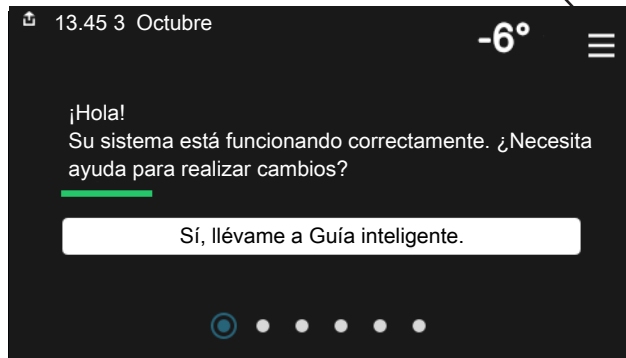 13.45 3 Octubre
-6°
¡Hola!
Su sistema está funcionando correctamente. ¿Necesita
ayuda para realizar cambios?
Sí, llévame a Guía inteligente.